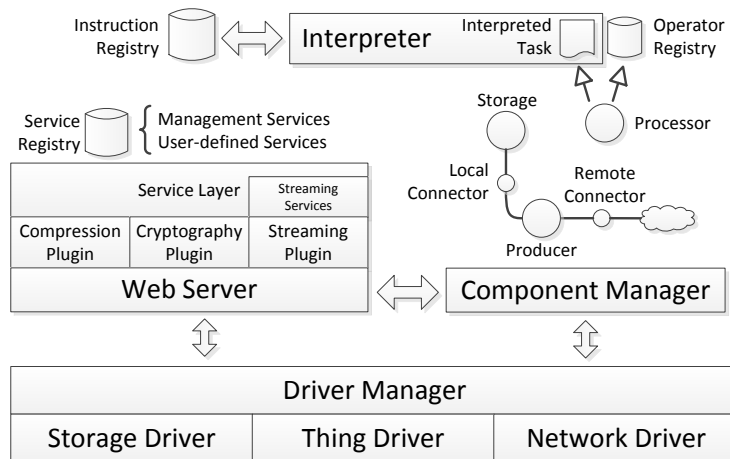 Instruction
Registry
Interpreter
Interpreted
Task
Operator
Registry
Storage
Processor
Service
Registry
Management Services
User-defined Services
Local
Connector
Remote
Connector
Service Layer
Streaming
Services
Compression
Plugin
Cryptography
Plugin
Streaming
Plugin
Producer
Web Server
Component Manager
Driver Manager
Storage Driver
Thing Driver
Network Driver